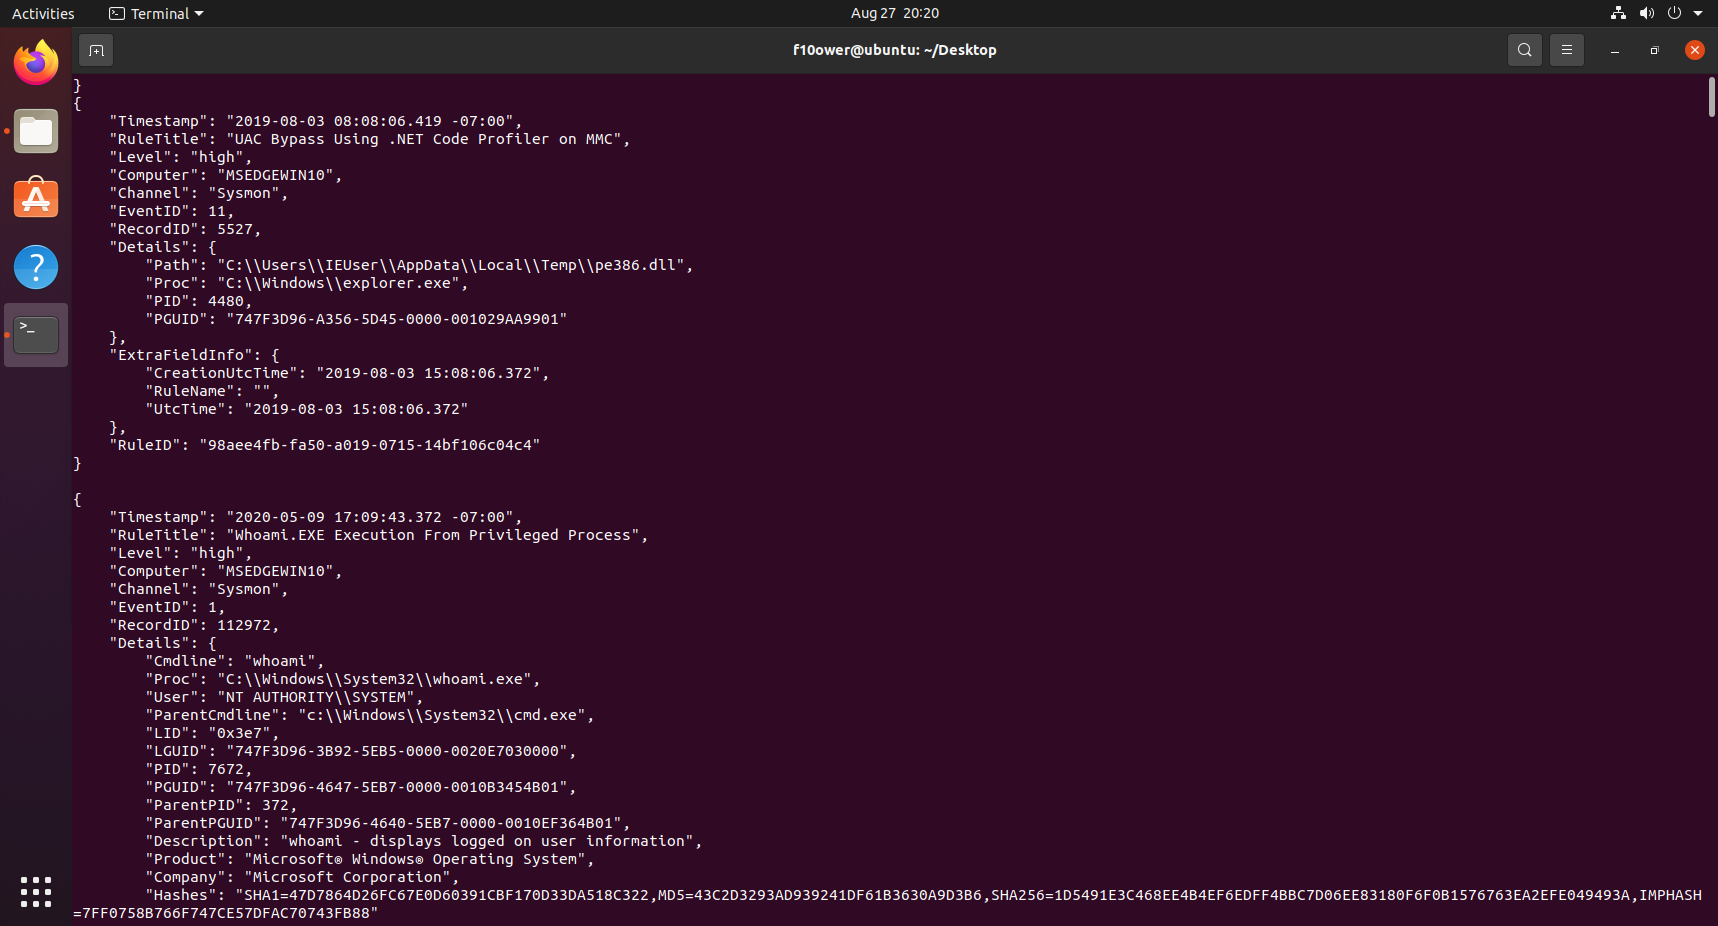 Activities Terminal Aug 27 20:20
f10ower@ubuntu: ~/Desktop
}
{
    "Timestamp": "2019-08-03 08:08:06.419 -07:00",
    "RuleTitle": "UAC Bypass Using .NET Code Profiler on MMC",
    "Level": "high",
    "Computer": "MSEDGEWIN10",
    "Channel": "Sysmon",
    "EventID": 11,
    "RecordID": 5527,
    "Details": {
        "Path": "C:\\Users\\IEUser\\AppData\\Local\\Temp\\pe386.dll",
        "Proc": "C:\\Windows\\explorer.exe",
        "PID": 4480,
        "PGUID": "747F3D96-A356-5D45-0000-001029AA9901"
    },
    "ExtraFieldInfo": {
        "CreationUtcTime": "2019-08-03 15:08:06.372",
        "RuleName": "",
        "UtcTime": "2019-08-03 15:08:06.372"
    },
    "RuleID": "98aee4fb-fa50-a019-0715-14bf106c04c4"
}
{
    "Timestamp": "2020-05-09 17:09:43.372 -07:00",
    "RuleTitle": "Whoami.EXE Execution From Privileged Process",
    "Level": "high",
    "Computer": "MSEDGEWIN10",
    "Channel": "Sysmon",
    "EventID": 1,
    "RecordID": 112972,
    "Details": {
        "Cmdline": "whoami",
        "Proc": "C:\\Windows\\System32\\whoami.exe",
        "User": "NT AUTHORITY\\SYSTEM",
        "ParentCmdline": "c:\\Windows\\System32\\cmd.exe",
        "LID": "0x3e7",
        "LGUID": "747F3D96-3B92-5EB5-0000-0020E7030000",
        "PID": 7672,
        "PGUID": "747F3D96-4647-5EB7-0000-0010B3454B01",
        "ParentPID": 372,
        "ParentPGUID": "747F3D96-4640-5EB7-0000-0010EF364B01",
        "Description": "whoami - displays logged on user information",
        "Product": "Microsoft® Windows® Operating System",
        "Company": "Microsoft Corporation",
        "Hashes": "SHA1=47D7864D26FC67E0D60391CBF170D33DA518C322,MD5=43C2D3293AD939241DF61B3630A9D3B6,SHA256=1D5491E3C468EE4B4EF6EDFF4BBC7D06EE83180F6F0B1576763EA2EFE049493A,IMPHASH
=7FF0758B766F747CE57DFAC70743FB88"